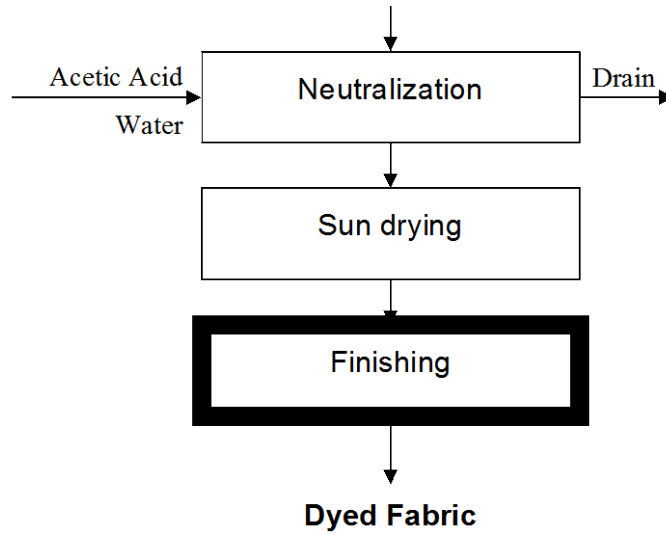 Acetic Acid
Water
Neutralization
Drain
Sun drying
Finishing
Dyed Fabric